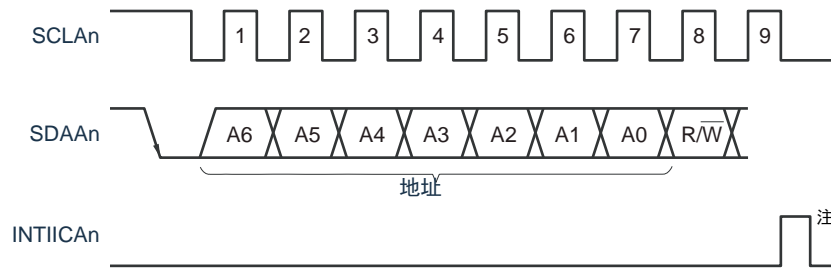 SCLAn 1 2 3 4 5 6 7 8 9
SDAAn A6 A5 A4 A3 A2 A1 A0 R/W̅
地址
注
INTIICAn